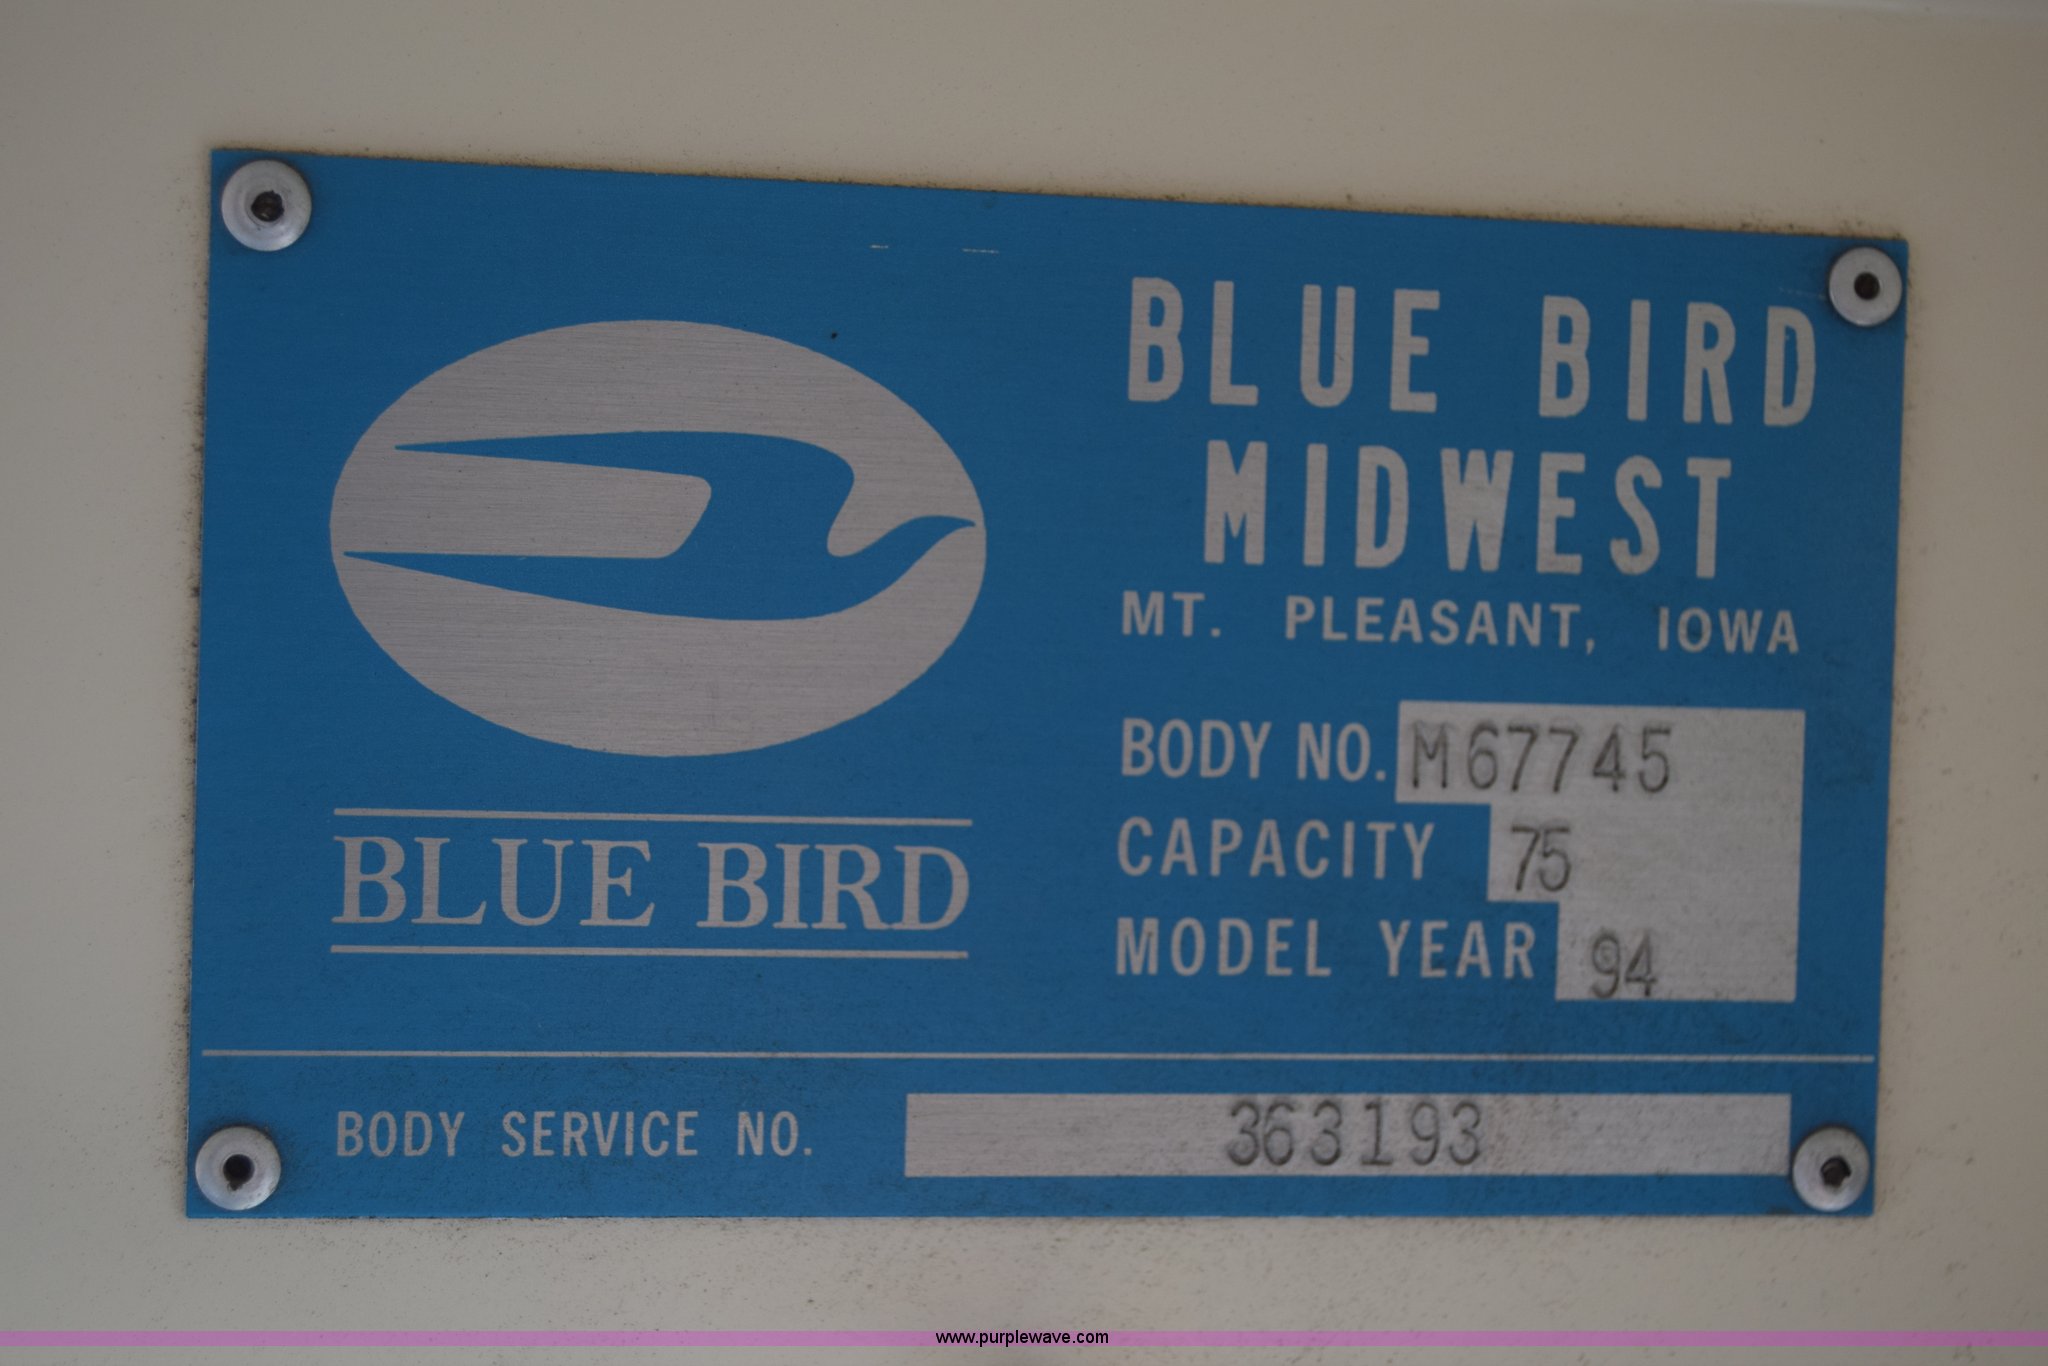 BLUE BIRD
MIDWEST
MT. PLEASANT, IOWA
BODY NO. M67745
CAPACITY 75
MODEL YEAR 94
BLUE BIRD
BODY SERVICE NO. 363193
www.purplewave.com